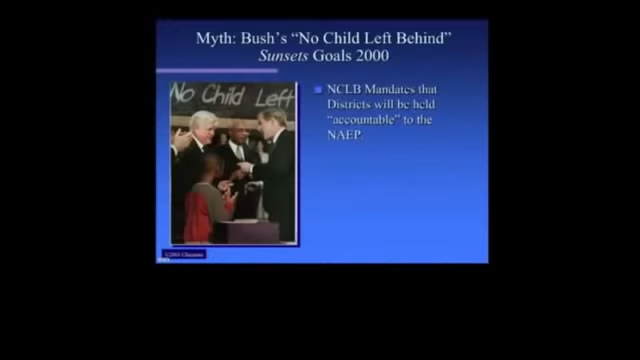 Myth: Bush's "No Child Left Behind"
Sunsets Goals 2000
No Child Left
NCLB Mandates that
Districts will be held
"accountable" to the
NAEP.